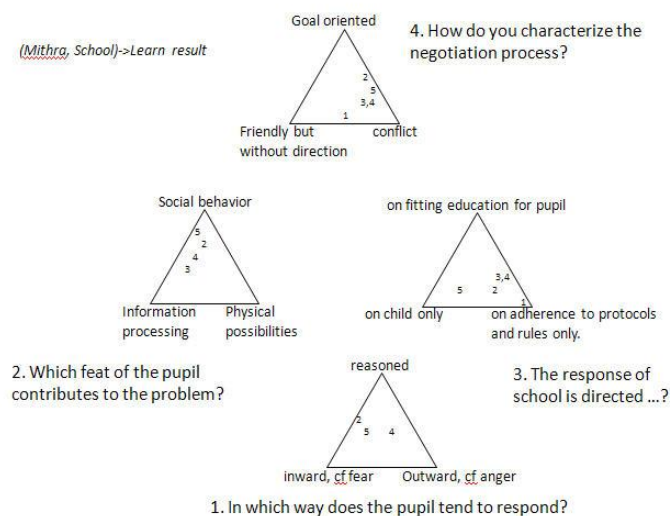 Goal oriented
4. How do you characterize the
negotiation process?
(Mithra, School)->Learn result
2
5
3,4
1
Friendly but
without direction
conflict
Social behavior
5
2
4
3
Information
processing
Physical
possibilities
on fitting education for pupil
3,4
5
2
1
on child only
on adherence to protocols
and rules only.
2. Which feat of the pupil
contributes to the problem?
3. The response of
school is directed ...?
reasoned
2
5
4
inward, cf fear
Outward, cf anger
1. In which way does the pupil tend to respond?